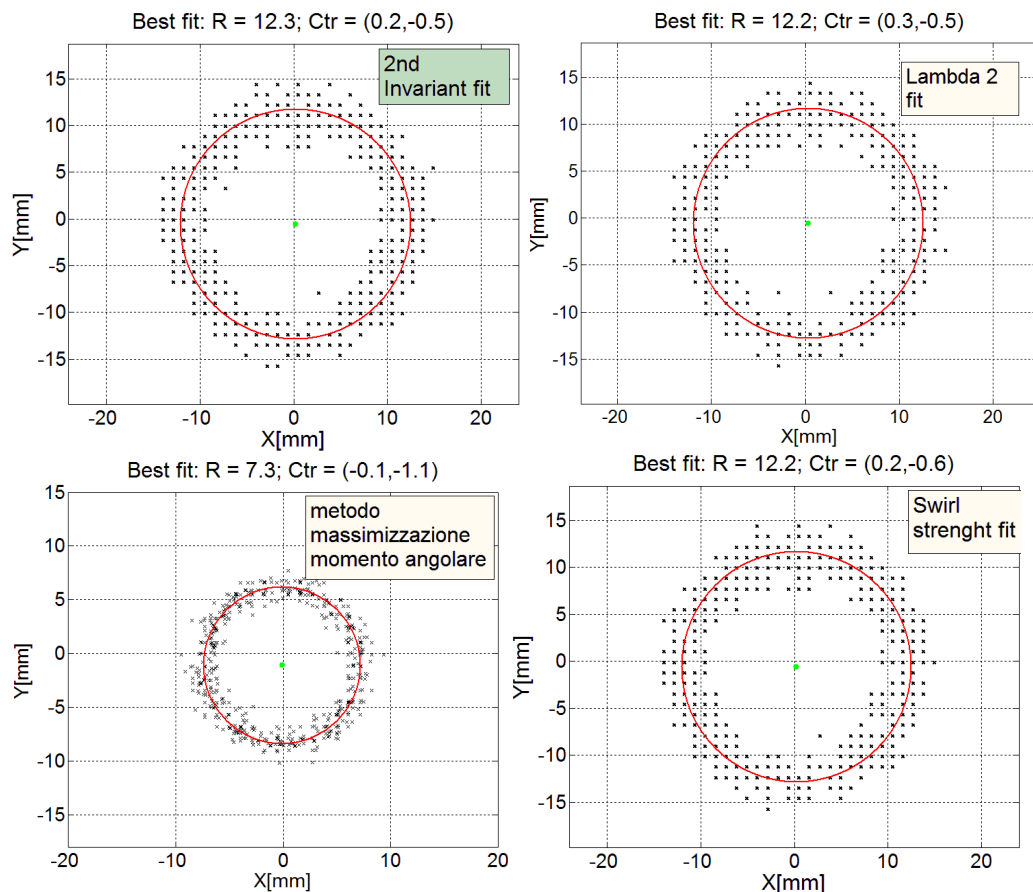 Best fit: R = 12.3; Ctr = (0.2,-0.5)
2nd
Invariant fit
15
10
5
0
-5
-10
-15
Y[mm]
-20
-10
0
10
20
X[mm]
Best fit: R = 12.2; Ctr = (0.3,-0.5)
Lambda 2
fit
15
10
5
0
-5
-10
-15
Y[mm]
-20
-10
0
10
20
X[mm]
Best fit: R = 7.3; Ctr = (-0.1,-1.1)
metodo
massimizzazione
momento angolare
15
10
5
0
-5
-10
-15
Y[mm]
-20
-10
0
10
20
X[mm]
Best fit: R = 12.2; Ctr = (0.2,-0.6)
Swirl
strenght fit
15
10
5
0
-5
-10
-15
Y[mm]
-20
-10
0
10
20
X[mm]